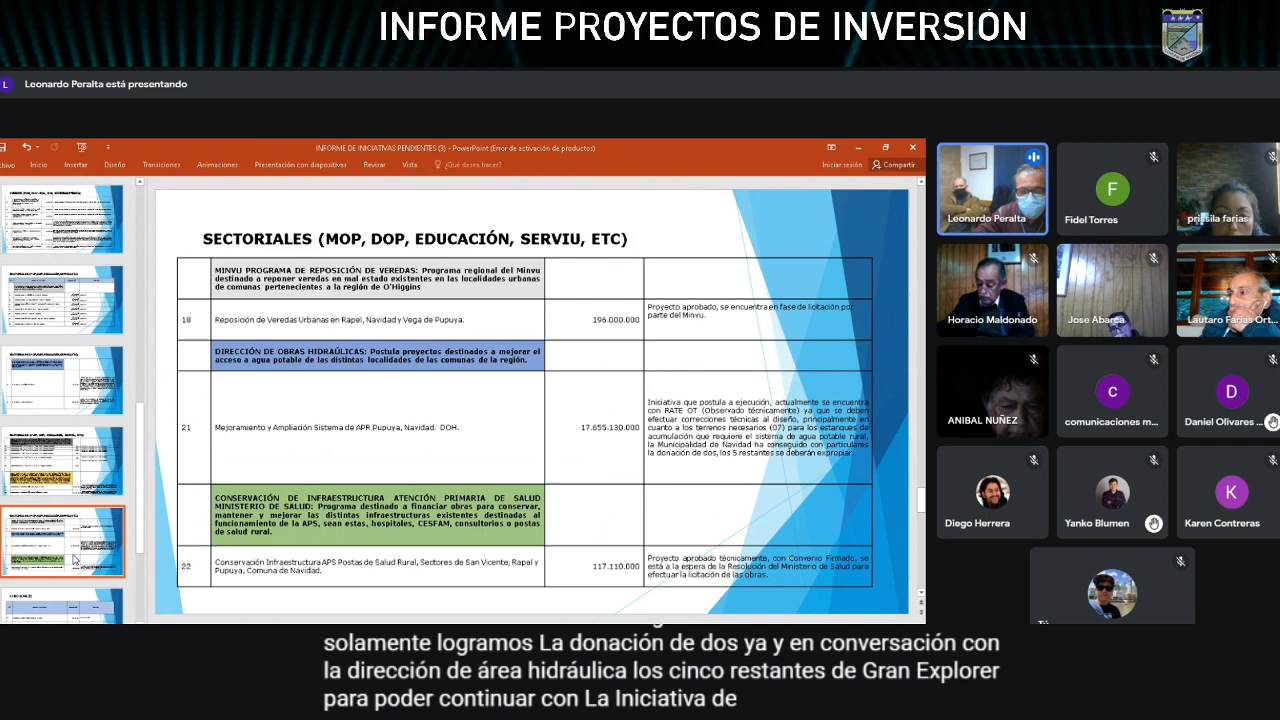 INFORME PROYECTOS DE INVERSIÓN
L
Leonardo Peralta está presentando
INFORME DE INICIATIVAS PENDIENTES (3) - PowerPoint (Error de activación de productos)
Inicio Insertar Diseño Transiciones Animaciones Presentación con diapositivas Revisar Vista ¿Qué desea hacer? Iniciar sesión Compartir
SECTORIALES (MOP, DOP, EDUCACIÓN, SERVIU, ETC)
MINVU PROGRAMA DE REPOSICIÓN DE VEREDAS: Programa regional del Minvu
destinado a reponer veredas en mal estado existentes en las localidades urbanas
de comunas pertenecientes a la región de O'Higgins
18 Reposición de Veredas Urbanas en Rapel, Navidad y Vega de Pupuya. 196.000.000 Proyecto aprobado, se encuentra en fase de licitación por
parte del Minvu.
DIRECCIÓN DE OBRAS HIDRAÚLICAS: Postula proyectos destinados a mejorar el
acceso a agua potable de las distintas localidades de las comunas de la región.
21 Mejoramiento y Ampliación Sistema de APR Pupuya, Navidad. DOH. 17.655.130.000
Iniciativa que postula a ejecución, actualmente se encuentra
con RATE OT (Observado técnicamente) ya que se deben
efectuar correcciones técnicas al diseño, principalmente en
cuanto a los terrenos necesarios (07) para los estanques de
acumulación que requiere el sistema de agua potable rural,
la Municipalidad de Navidad ha conseguido con particulares
la donación de dos, los 5 restantes se deberán expropiar.
CONSERVACIÓN DE INFRAESTRUCTURA ATENCIÓN PRIMARIA DE SALUD
MINISTERIO DE SALUD: Programa destinado a financiar obras para conservar,
mantener y mejorar las distintas infraestructuras existentes destinadas al
funcionamiento de la APS, sean estas, hospitales, CESFAM, consultorios o postas
de salud rural.
22 Conservación Infraestructura APS Postas de Salud Rural, Sectores de San Vicente, Rapel y
Pupuya, Comuna de Navidad.
117.110.000
Proyecto aprobado técnicamente, con Convenio Firmado, se
está a la espera de la Resolución del Ministerio de Salud para
efectuar la licitación de las obras.
Leonardo Peralta
F
Fidel Torres
prissila farias
Horacio Maldonado
Jose Abarca
Lautaro Farias Ort...
ANIBAL NUÑEZ
c
comunicaciones m...
D
Daniel Olivares ...
Diego Herrera
Yanko Blumen
K
Karen Contreras
solamente logramos La donación de dos ya y en conversación con
la dirección de área hidráulica los cinco restantes de Gran Explorer
para poder continuar con La Iniciativa de